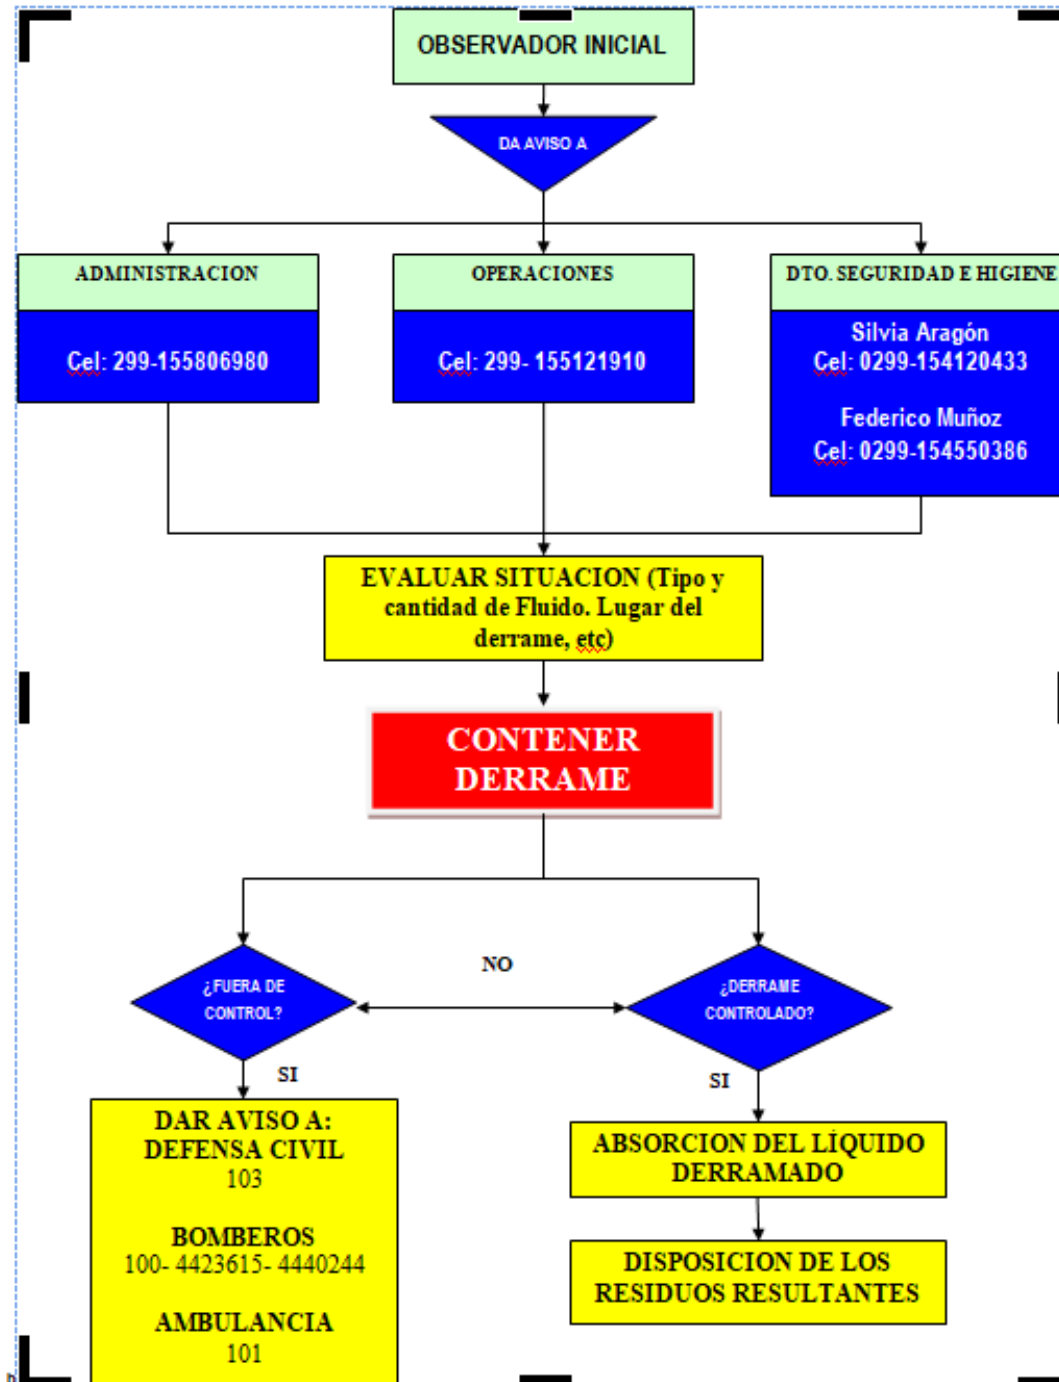 OBSERVADOR INICIAL
DA AVISO A
ADMINISTRACION
Cel: 299-155806980
OPERACIONES
Cel: 299- 155121910
DTO. SEGURIDAD E HIGIENE
Silvia Aragón
Cel: 0299-154120433
Federico Muñoz
Cel: 0299-154550386
EVALUAR SITUACION (Tipo y
cantidad de Fluido. Lugar del
derrame, etc)
CONTENER
DERRAME
¿FUERA DE
CONTROL?
NO
¿DERRAME
CONTROLADO?
SI
SI
DAR AVISO A:
DEFENSA CIVIL
103
BOMBEROS
100- 4423615- 4440244
AMBULANCIA
101
ABSORCION DEL LÍQUIDO
DERRAMADO
DISPOSICION DE LOS
RESIDUOS RESULTANTES